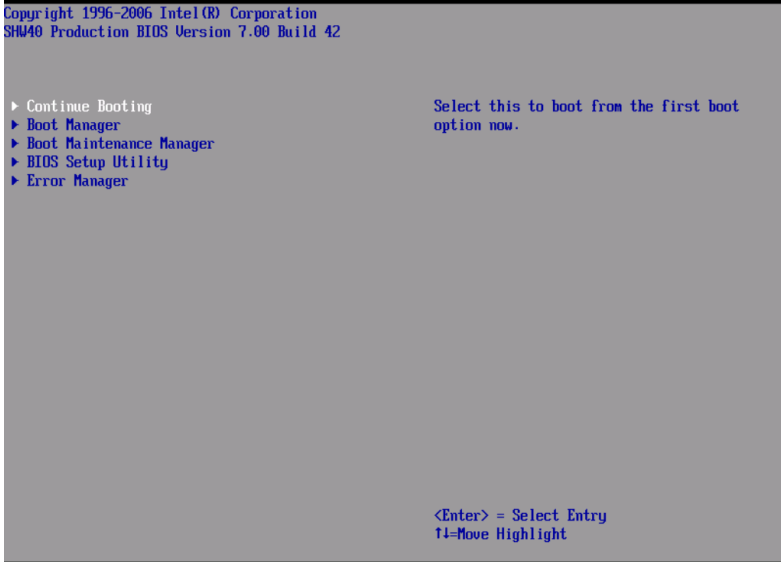 Copyright 1996-2006 Intel(R) Corporation
SHW40 Production BIOS Version 7.00 Build 42
Continue Booting
Boot Manager
Boot Maintenance Manager
BIOS Setup Utility
Error Manager
Select this to boot from the first boot
option now.
<Enter> = Select Entry
↑↓=Move Highlight